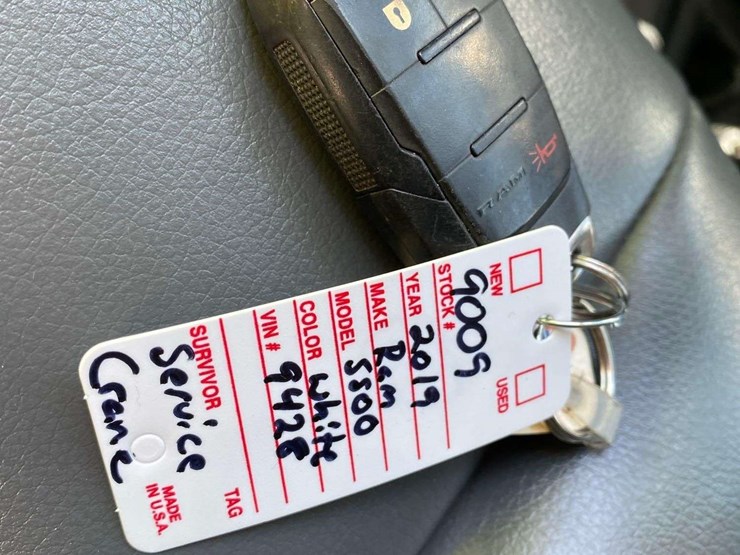 RAM
NEW USED
STOCK # 9009
YEAR 2019
MAKE Ram
MODEL 5500
COLOR White
VIN # 9428
SURVIVOR TAG
Service
Crane
MADE
IN U.S.A.